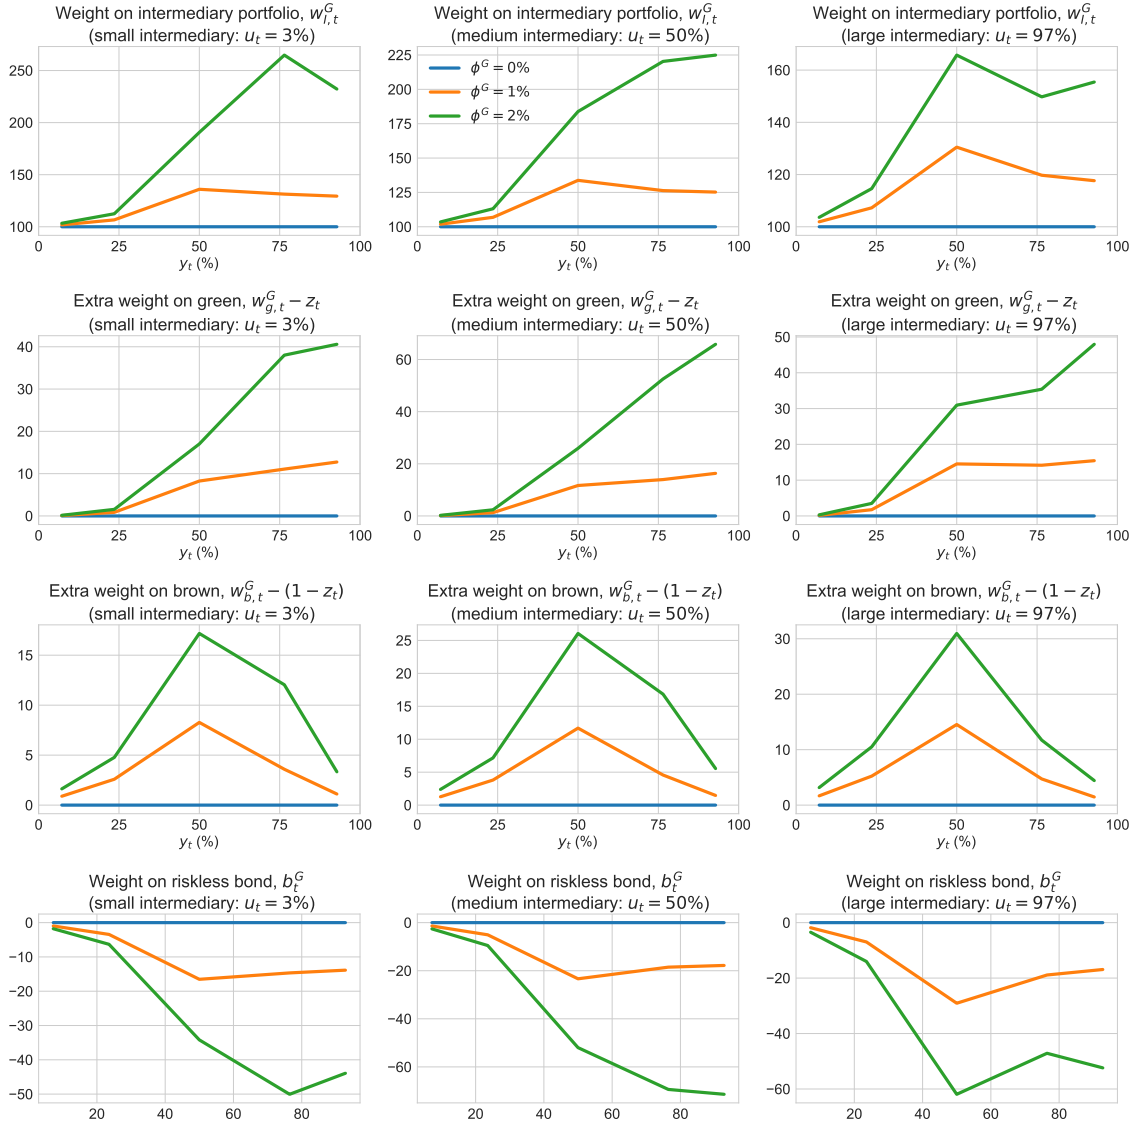 Weight on intermediary portfolio, $w^G_{I,t}$
(small intermediary: $u_t = 3\%$)
250
200
150
100
0 25 50 75 100
$y_t$ (%)
Weight on intermediary portfolio, $w^G_{I,t}$
(medium intermediary: $u_t = 50\%$)
225
200
175
150
125
100
$\phi^G = 0\%$
$\phi^G = 1\%$
$\phi^G = 2\%$
0 25 50 75 100
$y_t$ (%)
Weight on intermediary portfolio, $w^G_{I,t}$
(large intermediary: $u_t = 97\%$)
160
140
120
100
0 25 50 75 100
$y_t$ (%)
Extra weight on green, $w^G_{g,t} - z_t$
(small intermediary: $u_t = 3\%$)
40
30
20
10
0
0 25 50 75 100
$y_t$ (%)
Extra weight on green, $w^G_{g,t} - z_t$
(medium intermediary: $u_t = 50\%$)
60
40
20
0
0 25 50 75 100
$y_t$ (%)
Extra weight on green, $w^G_{g,t} - z_t$
(large intermediary: $u_t = 97\%$)
50
40
30
20
10
0
0 25 50 75 100
$y_t$ (%)
Extra weight on brown, $w^G_{b,t} - (1 - z_t)$
(small intermediary: $u_t = 3\%$)
15
10
5
0
0 25 50 75 100
$y_t$ (%)
Extra weight on brown, $w^G_{b,t} - (1 - z_t)$
(medium intermediary: $u_t = 50\%$)
25
20
15
10
5
0
0 25 50 75 100
$y_t$ (%)
Extra weight on brown, $w^G_{b,t} - (1 - z_t)$
(large intermediary: $u_t = 97\%$)
30
20
10
0
0 25 50 75 100
$y_t$ (%)
Weight on riskless bond, $b^G_t$
(small intermediary: $u_t = 3\%$)
0
−10
−20
−30
−40
−50
20 40 60 80
Weight on riskless bond, $b^G_t$
(medium intermediary: $u_t = 50\%$)
0
−20
−40
−60
20 40 60 80
Weight on riskless bond, $b^G_t$
(large intermediary: $u_t = 97\%$)
0
−20
−40
−60
20 40 60 80